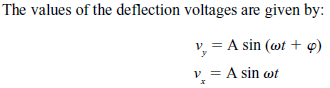 The values of the deflection voltages are given by:
v_y = A sin (ωt + φ)
v_x = A sin ωt